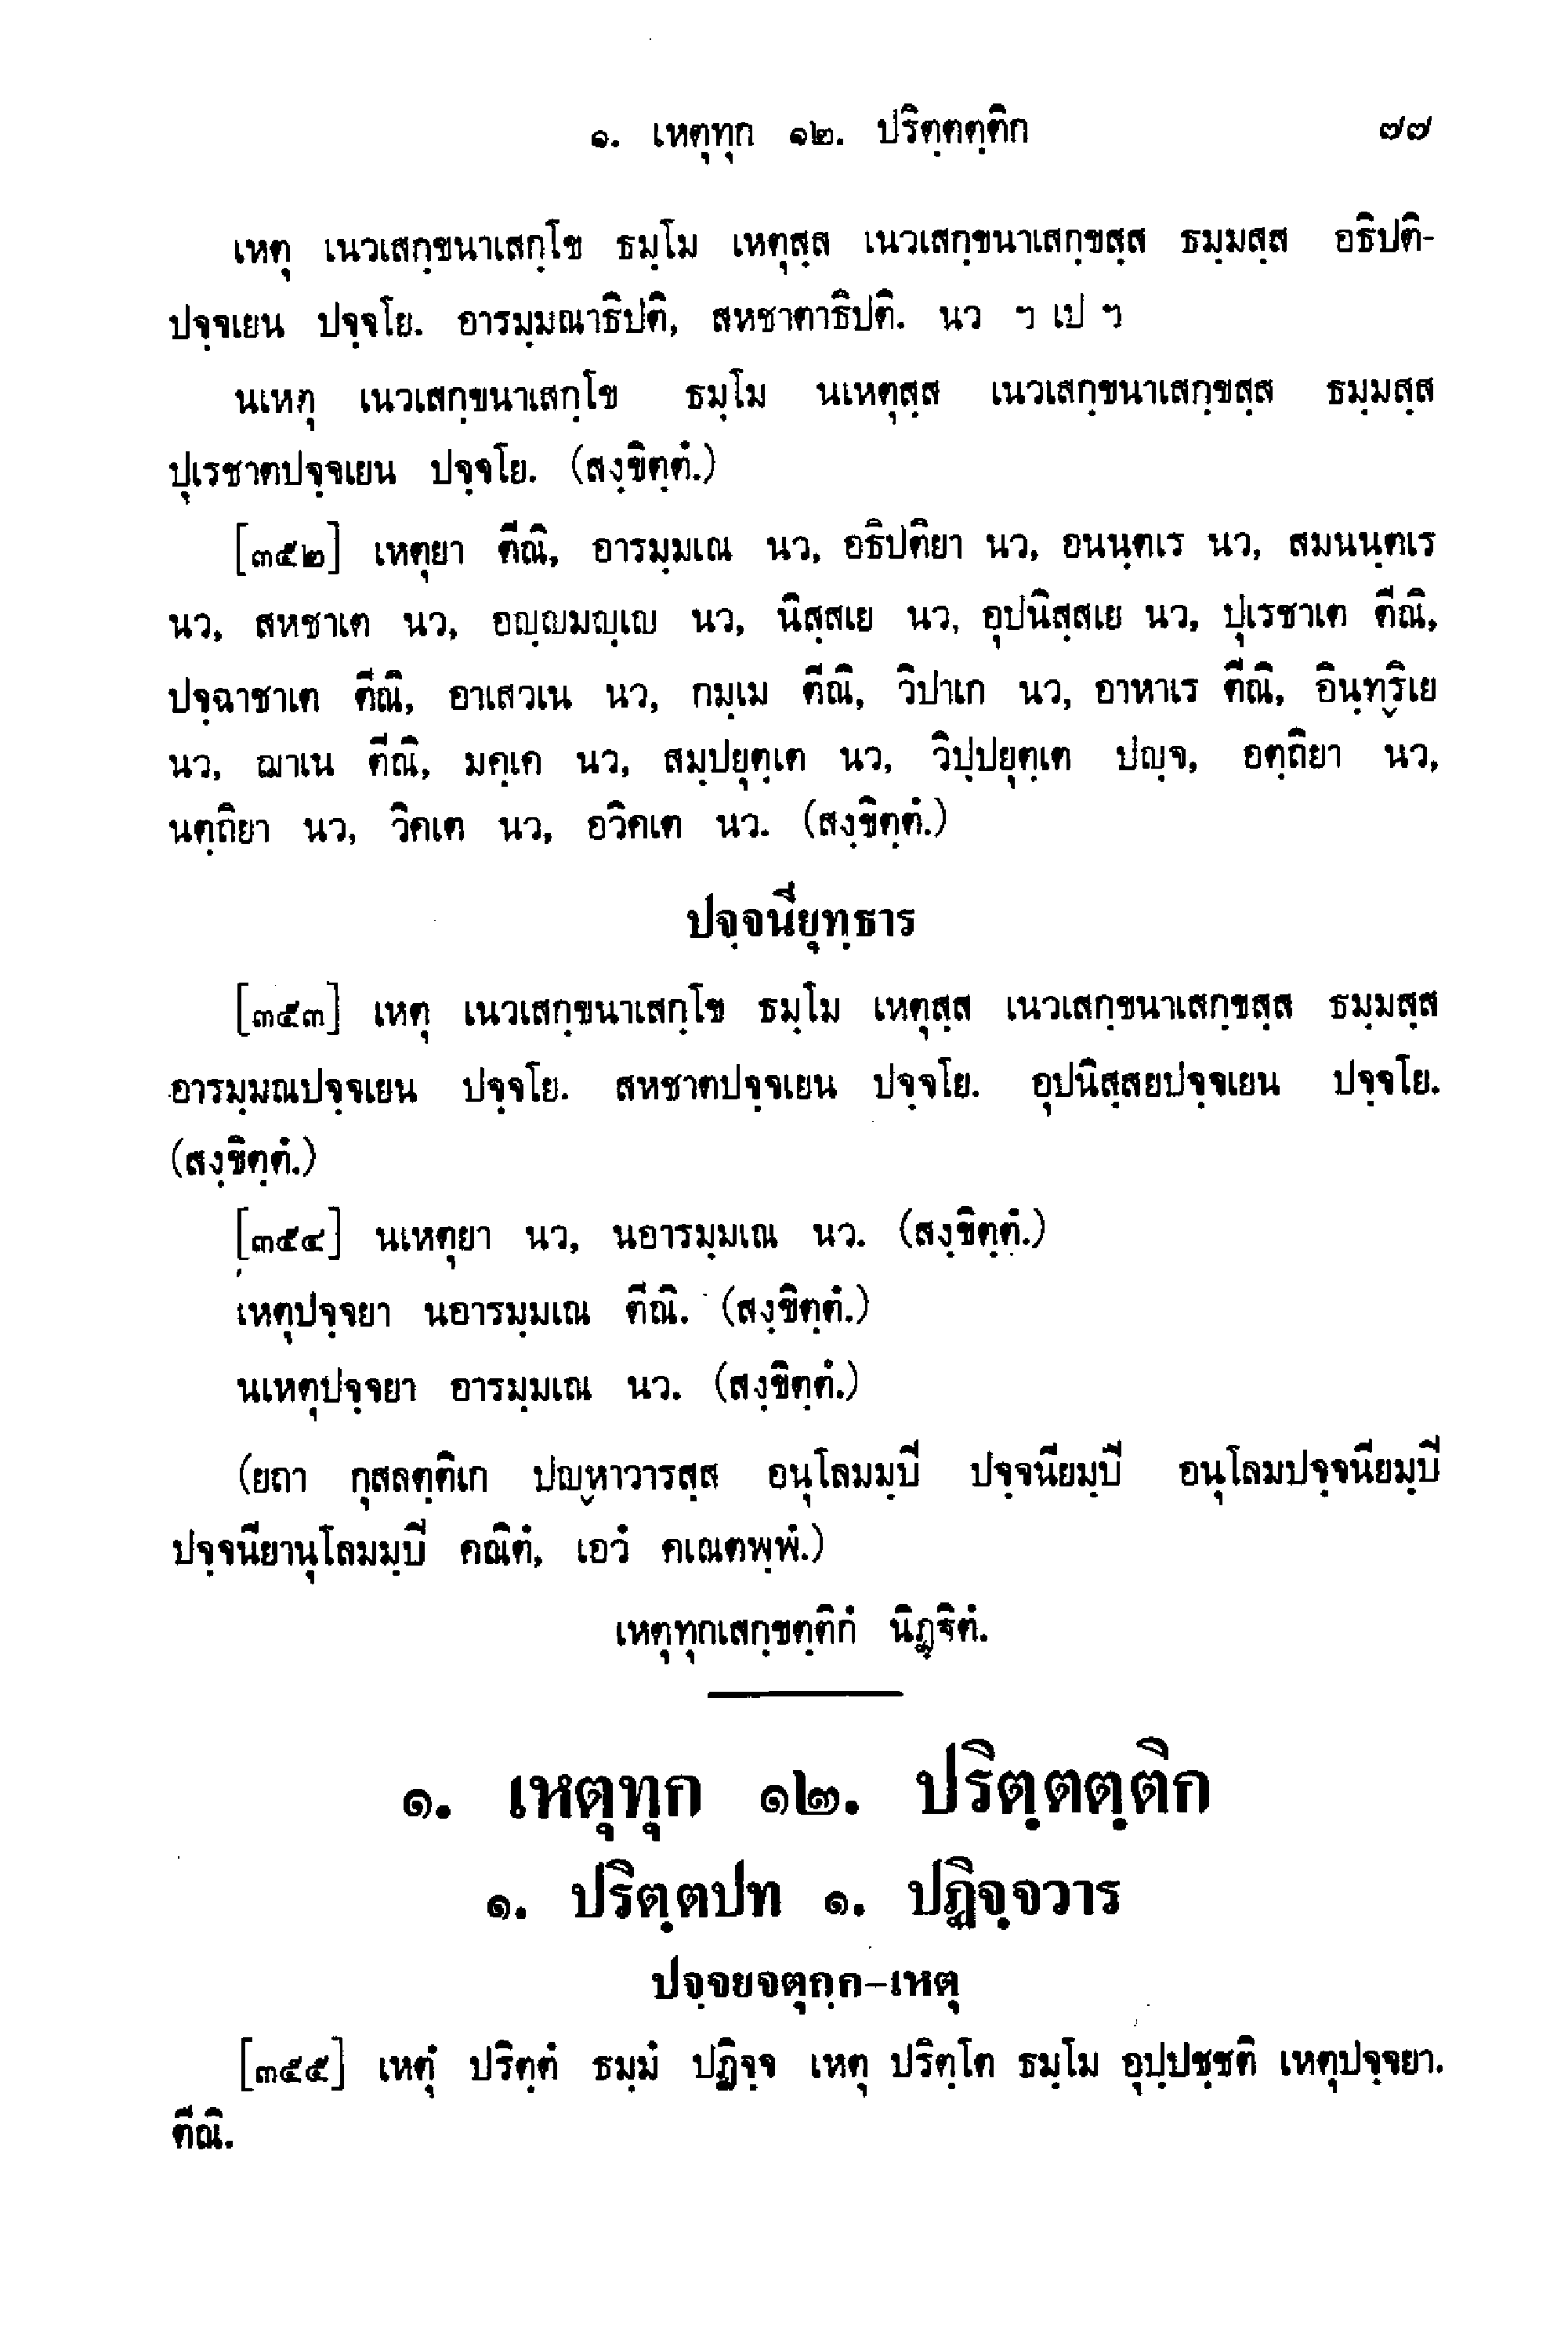 ๑. เหตุทุก ๑๒. ปริตฺตตฺติก ๗๗
เหตุ เนวเสกฺขนาเสกฺโข ธมฺโม เหตุสฺส เนวเสกฺขนาเสกฺขสฺส ธมฺมสฺส อธิปติ-
ปจฺจเยน ปจฺจโย. อารมฺมณาธิปติ, สหชาตาธิปติ. นว ฯ เป ฯ
นเหตุ เนวเสกฺขนาเสกฺโข ธมฺโม นเหตุสฺส เนวเสกฺขนาเสกฺขสฺส ธมฺมสฺส
ปุเรชาตปจฺจเยน ปจฺจโย. (สงฺขิตฺตํ.)
[๓๕๒] เหตุยา ตีณิ, อารมฺมเณ นว, อธิปติยา นว, อนนฺตเร นว, สมนนฺตเร
นว, สหชาเต นว, อญฺญมญฺเญ นว, นิสฺสเย นว, อุปนิสฺสเย นว, ปุเรชาเต ตีณิ,
ปจฺฉาชาเต ตีณิ, อาเสวเน นว, กมฺเม ตีณิ, วิปาเก นว, อาหาเร ตีณิ, อินฺทฺริเย
นว, ฌาเน ตีณิ, มคฺเค นว, สมฺปยุตฺเต นว, วิปฺปยุตฺเต ปญฺจ, อตฺถิยา นว,
นตฺถิยา นว, วิคเต นว, อวิคเต นว. (สงฺขิตฺตํ.)
ปจฺจนียุทฺธาร
[๓๕๓] เหตุ เนวเสกฺขนาเสกฺโข ธมฺโม เหตุสฺส เนวเสกฺขนาเสกฺขสฺส ธมฺมสฺส
อารมฺมณปจฺจเยน ปจฺจโย. สหชาตปจฺจเยน ปจฺจโย. อุปนิสฺสยปจฺจเยน ปจฺจโย.
(สงฺขิตฺตํ.)
[๓๕๔] นเหตุยา นว, นอารมฺมเณ นว. (สงฺขิตฺตํ.)
เหตุปจฺจยา นอารมฺมเณ ตีณิ. (สงฺขิตฺตํ.)
นเหตุปจฺจยา อารมฺมเณ นว. (สงฺขิตฺตํ.)
(ยถา กุสลตฺติเก ปญฺหาวารสฺส อนุโลมมฺปิ ปจฺจนียมฺปิ อนุโลมปจฺจนียมฺปิ
ปจฺจนียานุโลมมฺปิ คณิตํ, เอวํ คเณตพฺพํ.)
เหตุทุกเสกฺขตฺติกํ นิฏฺฐิตํ.
๑. เหตุทุก ๑๒. ปริตฺตตฺติก
๑. ปริตฺตปท ๑. ปฏิจฺจวาร
ปจฺจยจตุกฺก-เหตุ
[๓๕๕] เหตุํ ปริตฺตํ ธมฺมํ ปฏิจฺจ เหตุ ปริตฺโต ธมฺโม อุปฺปชฺชติ เหตุปจฺจยา.
ตีณิ.